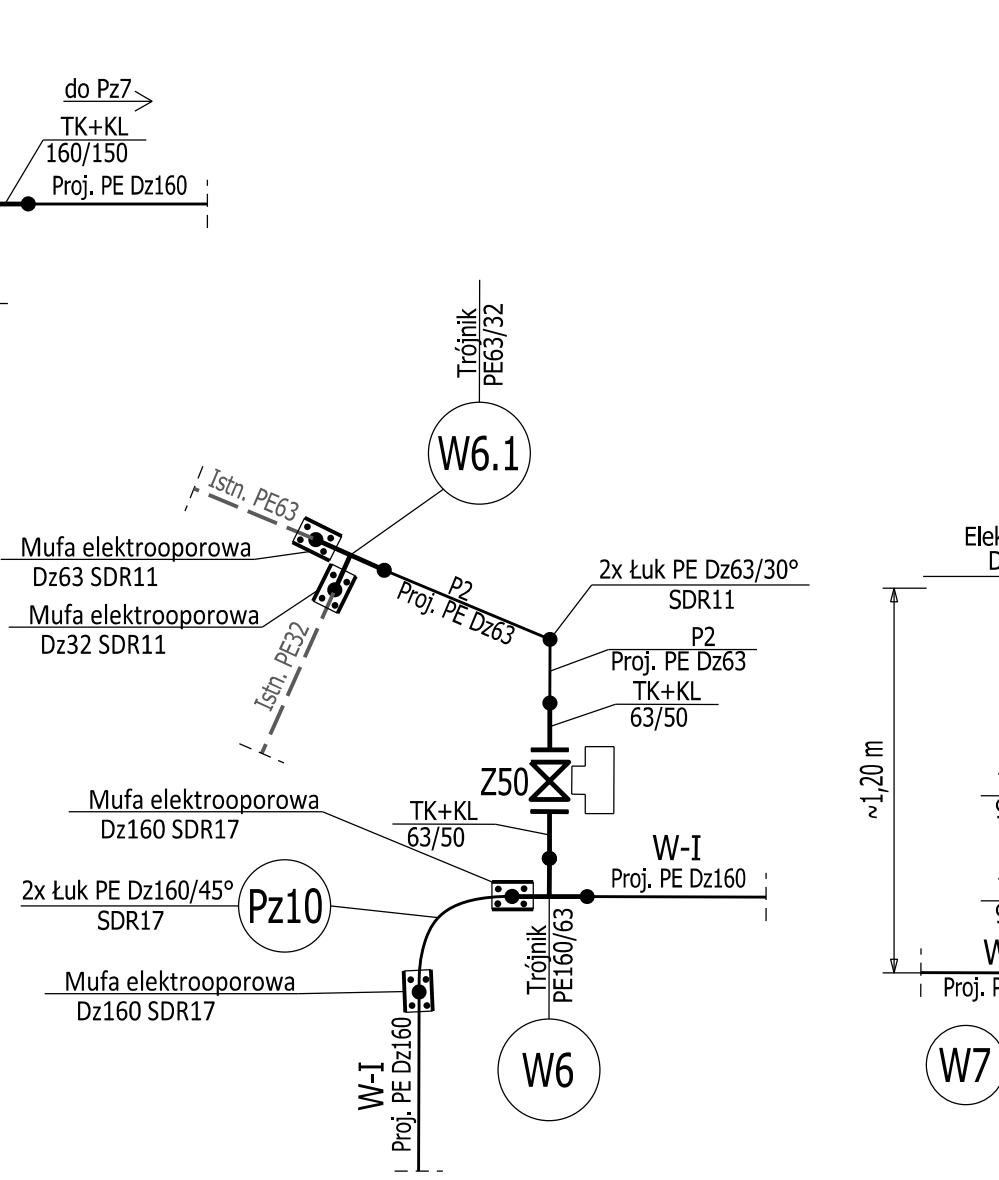 do Pz7
TK+KL
160/150
Proj. PE Dz160
Trójnik
PE63/32
W6.1
Istn. PE63
Mufa elektrooporowa
Dz63 SDR11
Mufa elektrooporowa
Dz32 SDR11
Istn. PE32
P2
Proj. PE Dz63
2x Łuk PE Dz63/30°
SDR11
P2
Proj. PE Dz63
TK+KL
63/50
Z50
Mufa elektrooporowa
Dz160 SDR17
TK+KL
63/50
W-I
Proj. PE Dz160
2x Łuk PE Dz160/45°
SDR17
Pz10
Trójnik
PE160/63
Mufa elektrooporowa
Dz160 SDR17
W-I
Proj. PE Dz160
W6
~1,20 m
Proj.
W7